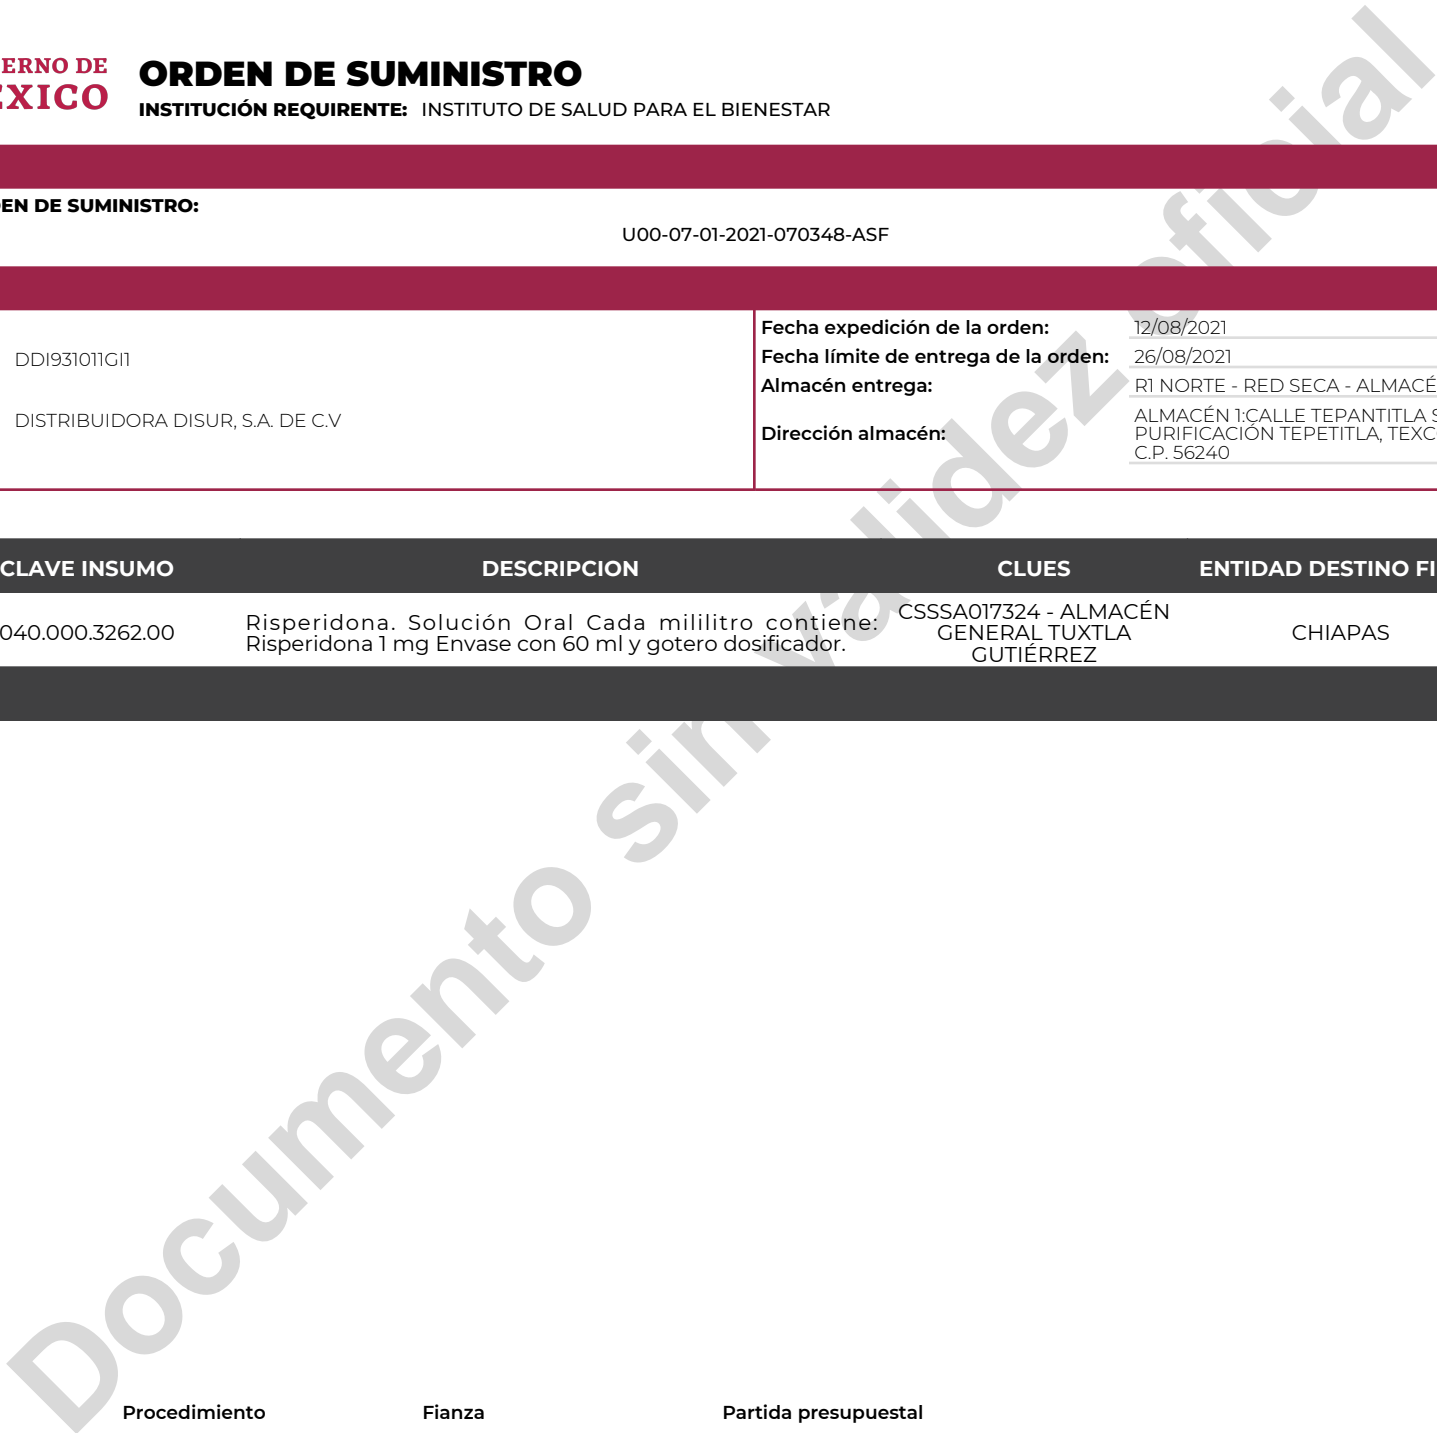 ERNO DE
EXICO
ORDEN DE SUMINISTRO
INSTITUCIÓN REQUIRENTE: INSTITUTO DE SALUD PARA EL BIENESTAR
EN DE SUMINISTRO:
U00-07-01-2021-070348-ASF
DDI931011GI1
DISTRIBUIDORA DISUR, S.A. DE C.V
Fecha expedición de la orden: 12/08/2021
Fecha límite de entrega de la orden: 26/08/2021
Almacén entrega: R1 NORTE - RED SECA - ALMACÉ
Dirección almacén:
ALMACÉN 1:CALLE TEPANTITLA S
PURIFICACIÓN TEPETITLA, TEXC
C.P. 56240
CLAVE INSUMO DESCRIPCION CLUES ENTIDAD DESTINO FI
040.000.3262.00
Risperidona. Solución Oral Cada mililitro contiene:
Risperidona 1 mg Envase con 60 ml y gotero dosificador.
CSSSA017324 - ALMACÉN
GENERAL TUXTLA
GUTIÉRREZ
CHIAPAS
Documento sin validez oficial
Procedimiento Fianza Partida presupuestal